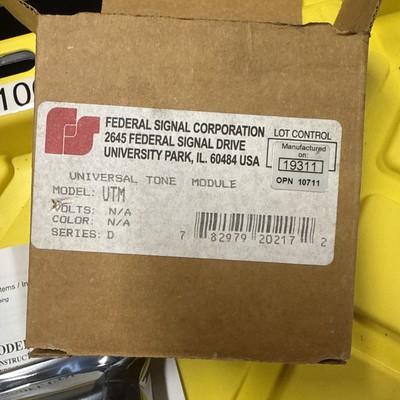 10
FEDERAL SIGNAL CORPORATION
2645 FEDERAL SIGNAL DRIVE
UNIVERSITY PARK, IL. 60484 USA
LOT CONTROL
Manufactured on:
19311
OPN 10711
UNIVERSAL TONE MODULE
MODEL: UTM
VOLTS: N/A
COLOR: N/A
SERIES: D
7 82979 20217 2